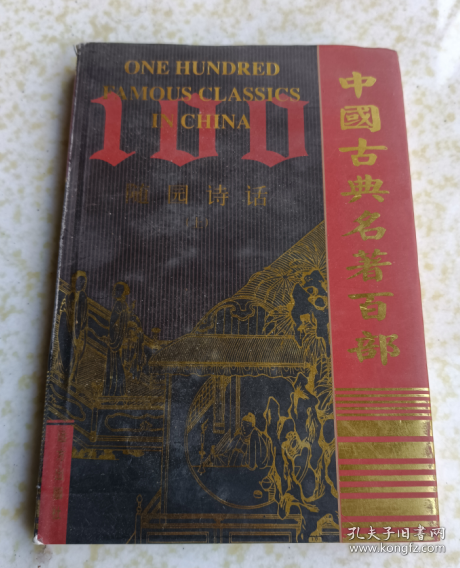 ONE HUNDRED
FAMOUS CLASSICS
IN CHINA
100
随园诗话
中國古典名著百部
孔夫子旧书网
www.kongfz.com